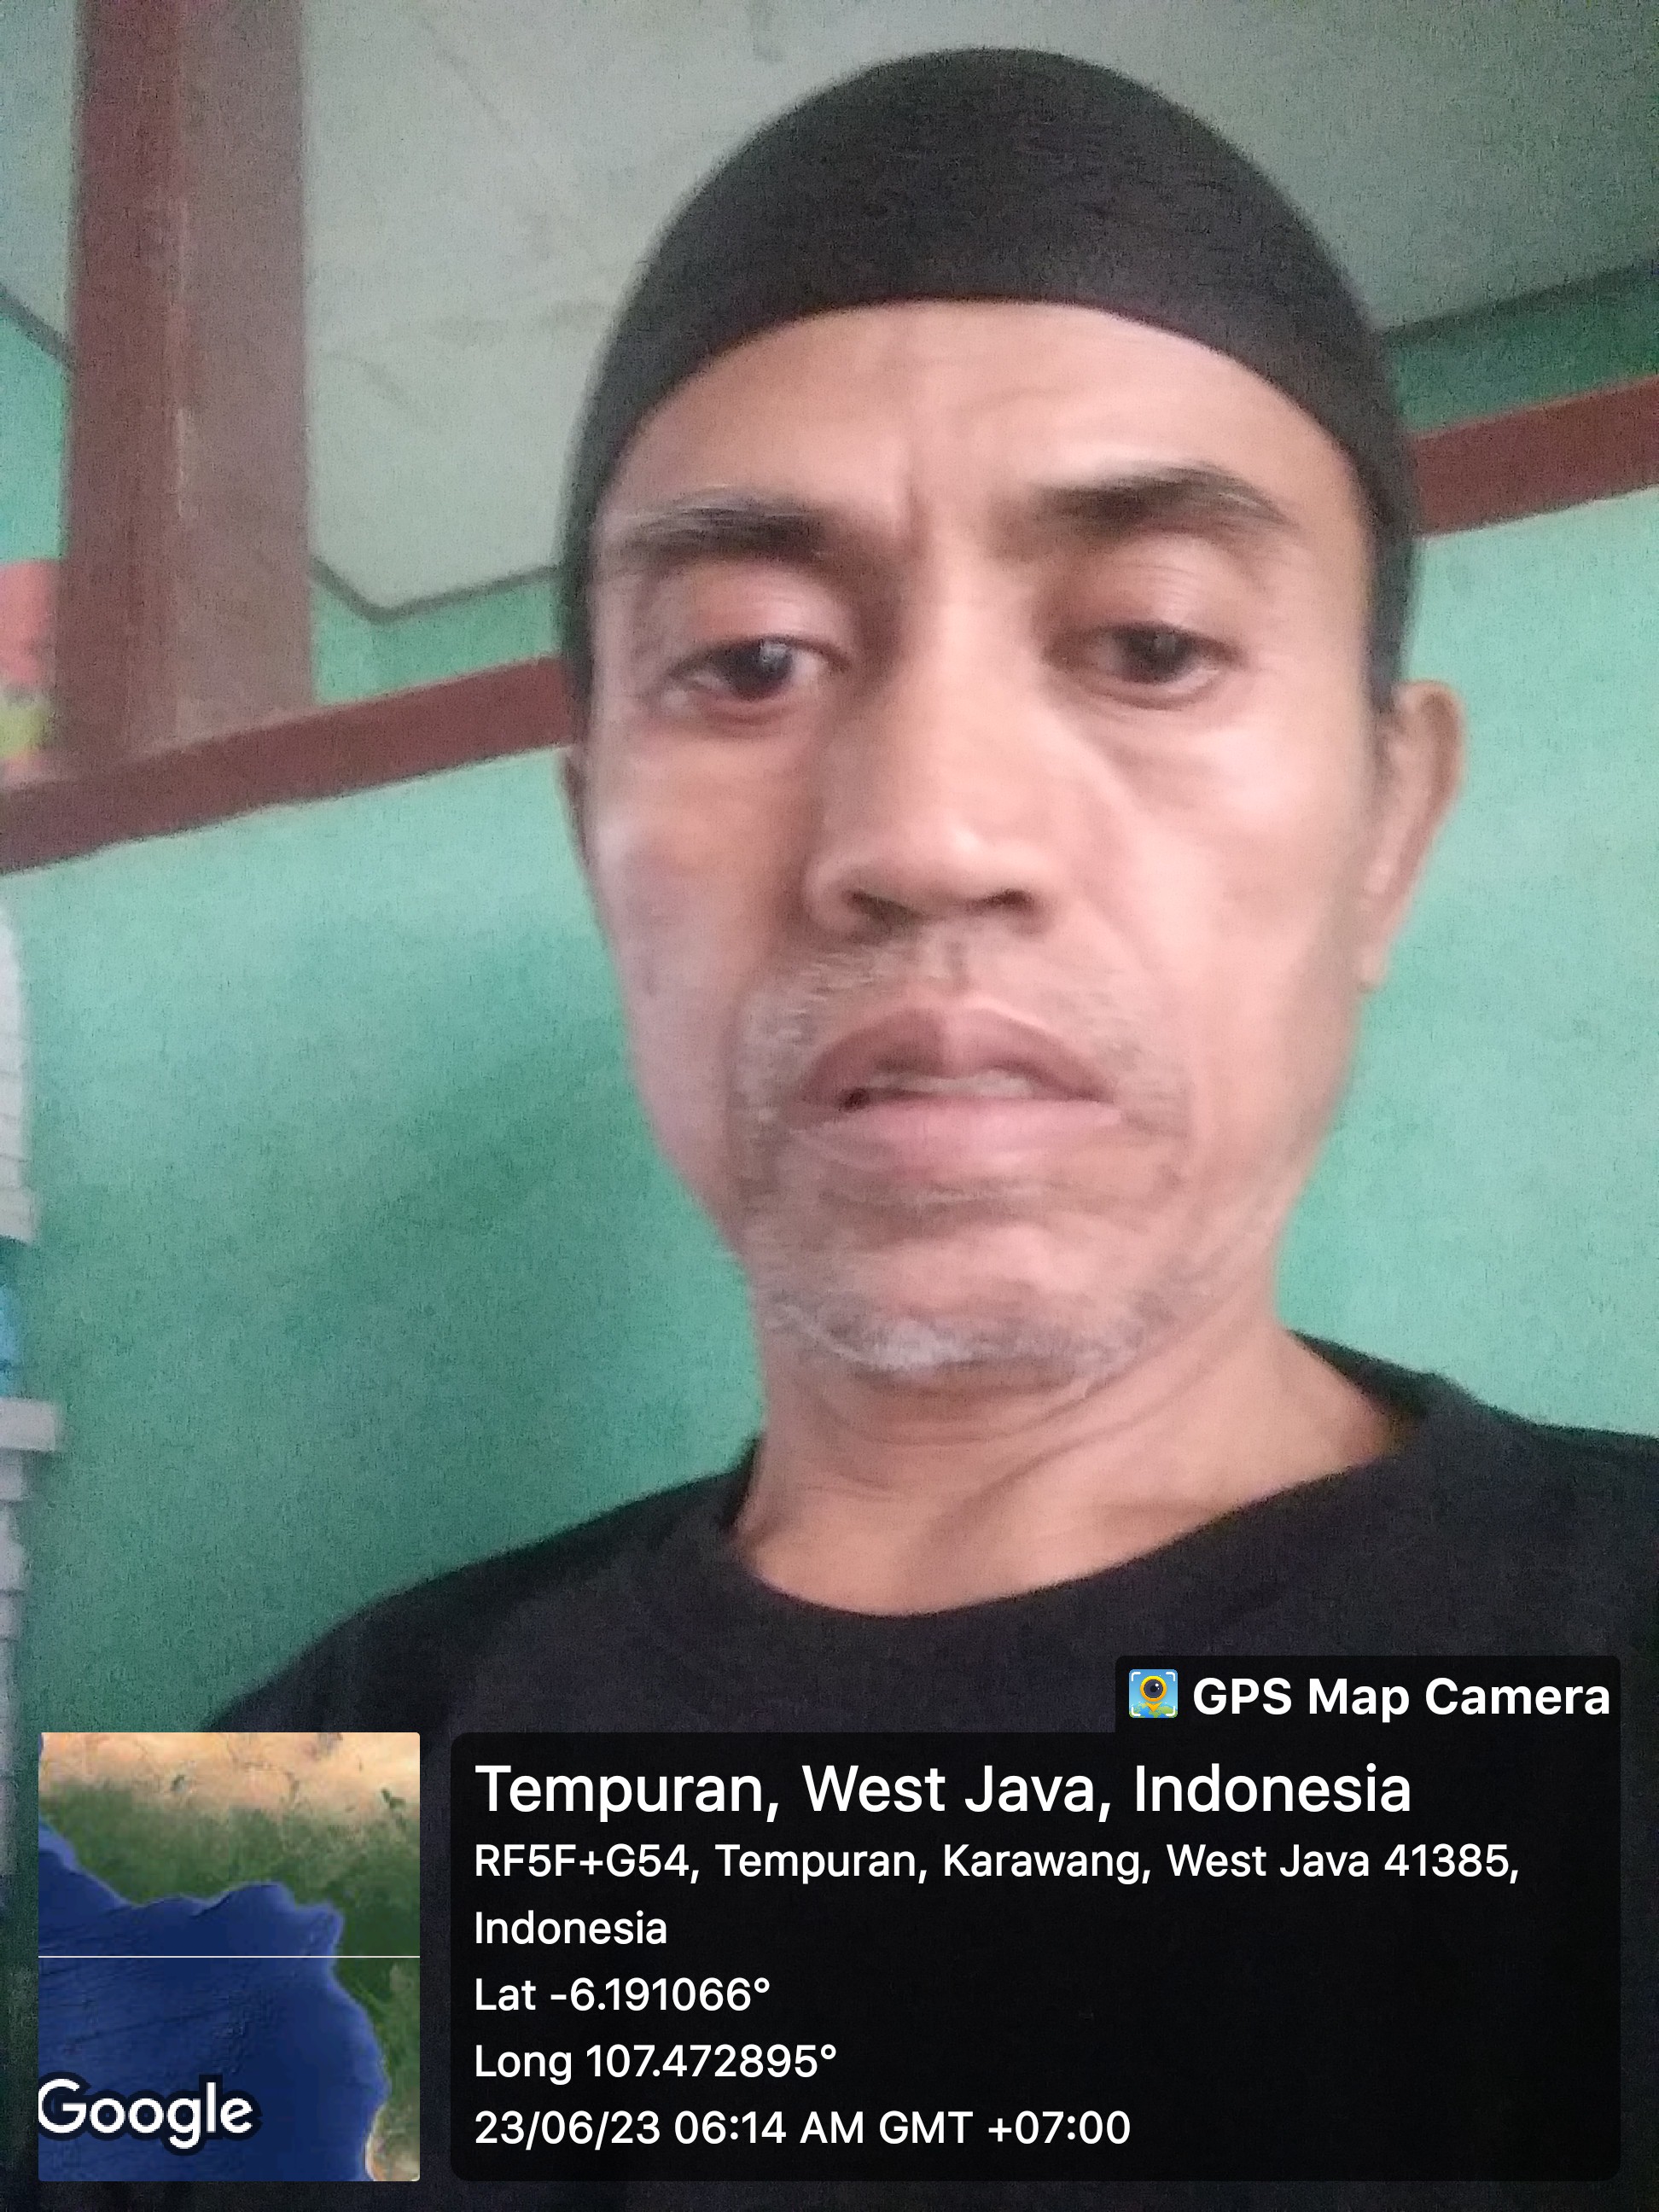 GPS Map Camera
Tempuran, West Java, Indonesia
RF5F+G54, Tempuran, Karawang, West Java 41385,
Indonesia
Lat -6.191066°
Long 107.472895°
23/06/23 06:14 AM GMT +07:00
Google